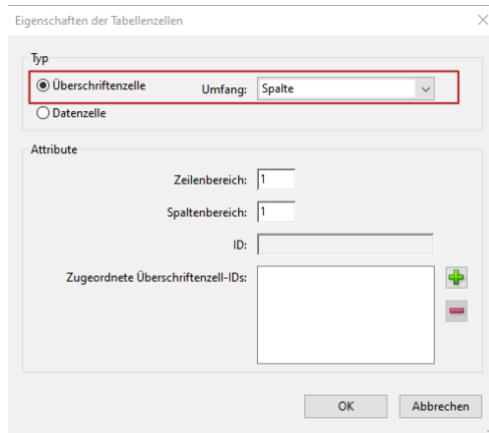 Eigenschaften der Tabellenzellen
Typ
Überschriftenzelle Umfang: Spalte
Datenzelle
Attribute
Zeilenbereich: 1
Spaltenbereich: 1
ID:
Zugeordnete Überschriftenzell-IDs:
OK Abbrechen